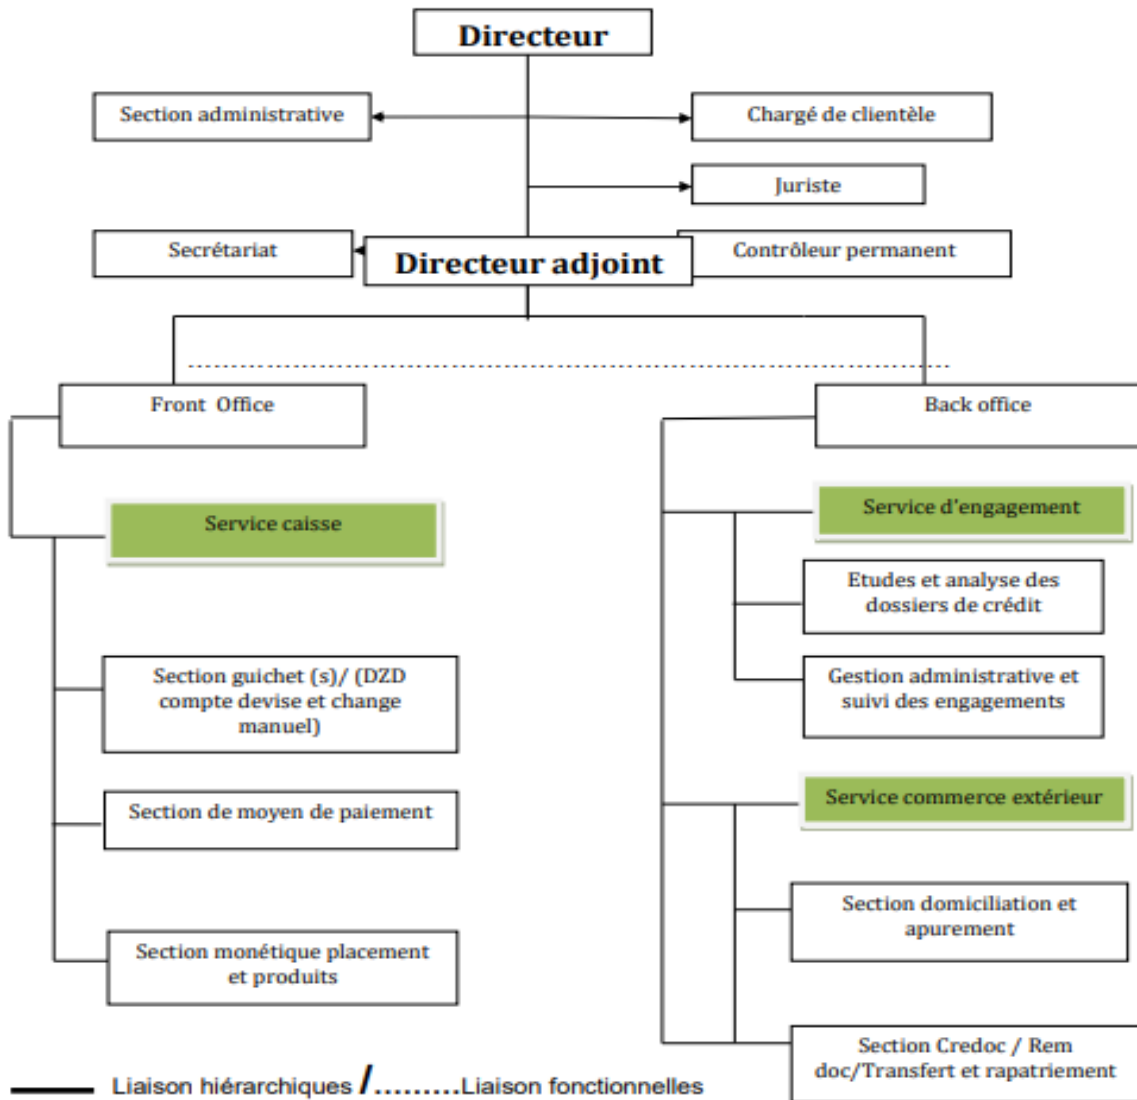 Directeur
Section administrative
Chargé de clientèle
Juriste
Secrétariat
Directeur adjoint
Contrôleur permanent
Front Office
Back office
Service caisse
Section guichet (s)/ (DZD
compte devise et change
manuel)
Section de moyen de paiement
Section monétique placement
et produits
Service d'engagement
Etudes et analyse des
dossiers de crédit
Gestion administrative et
suivi des engagements
Service commerce extérieur
Section domiciliation et
apurement
Section Credoc / Rem
doc/Transfert et rapatriement
Liaison hiérarchiques /.........Liaison fonctionnelles